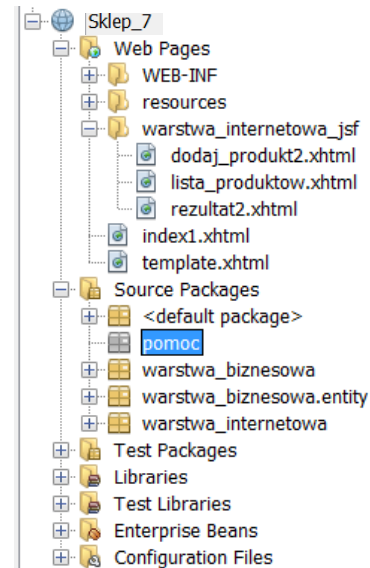 Sklep_7
Web Pages
WEB-INF
resources
warstwa_internetowa_jsf
dodaj_produkt2.xhtml
lista_produktow.xhtml
rezultat2.xhtml
index1.xhtml
template.xhtml
Source Packages
<default package>
pomoc
warstwa_biznesowa
warstwa_biznesowa.entity
warstwa_internetowa
Test Packages
Libraries
Test Libraries
Enterprise Beans
Configuration Files